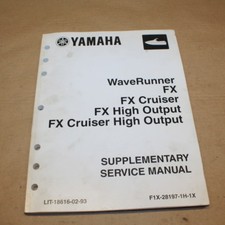 YAMAHA
WaveRunner
FX
FX Cruiser
FX High Output
FX Cruiser High Output
SUPPLEMENTARY
SERVICE MANUAL
LIT-18616-02-93
F1X-28197-1H-1X